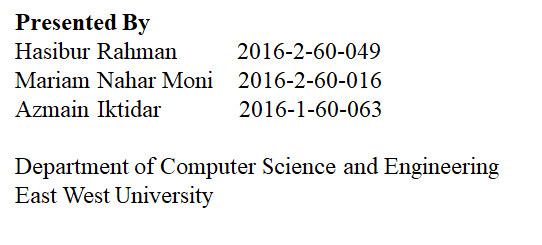 Presented By
Hasibur Rahman 2016-2-60-049
Mariam Nahar Moni 2016-2-60-016
Azmain Iktidar 2016-1-60-063
Department of Computer Science and Engineering
East West University